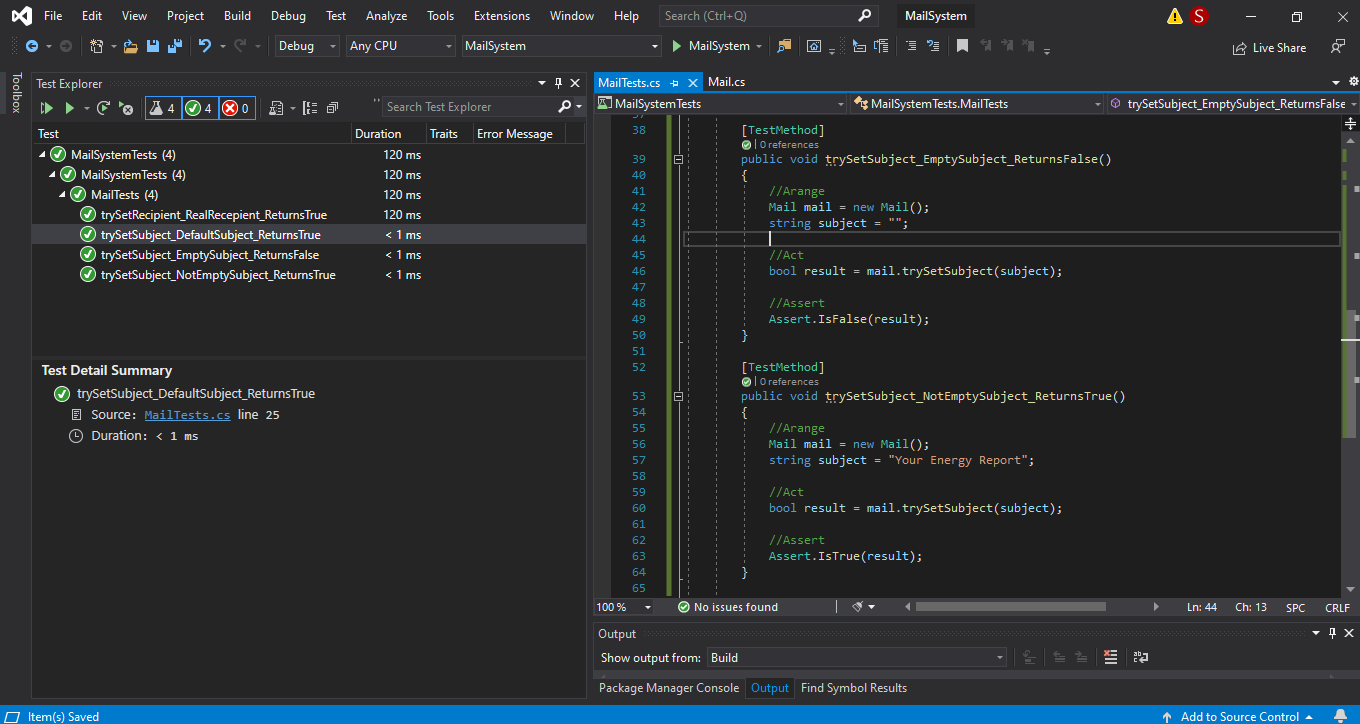 File Edit View Project Build Debug Test Analyze Tools Extensions Window Help Search (Ctrl+Q) MailSystem S
Debug Any CPU MailSystem MailSystem Live Share
Toolbox
Test Explorer
4 4 0 Search Test Explorer
Test Duration Traits Error Message
MailSystemTests (4) 120 ms
MailSystemTests (4) 120 ms
MailTests (4) 120 ms
trySetRecipient_RealRecepient_ReturnsTrue 120 ms
trySetSubject_DefaultSubject_ReturnsTrue < 1 ms
trySetSubject_EmptySubject_ReturnsFalse < 1 ms
trySetSubject_NotEmptySubject_ReturnsTrue < 1 ms
Test Detail Summary
trySetSubject_DefaultSubject_ReturnsTrue
Source: MailTests.cs line 25
Duration: < 1 ms
MailTests.cs Mail.cs
MailSystemTests MailSystemTests.MailTests trySetSubject_EmptySubject_ReturnsFalse
37
38 [TestMethod]
0 references
39 public void trySetSubject_EmptySubject_ReturnsFalse()
40 {
41 //Arange
42 Mail mail = new Mail();
43 string subject = "";
44
45 //Act
46 bool result = mail.trySetSubject(subject);
47
48 //Assert
49 Assert.IsFalse(result);
50 }
51
52 [TestMethod]
0 references
53 public void trySetSubject_NotEmptySubject_ReturnsTrue()
54 {
55 //Arange
56 Mail mail = new Mail();
57 string subject = "Your Energy Report";
58
59 //Act
60 bool result = mail.trySetSubject(subject);
61
62 //Assert
63 Assert.IsTrue(result);
64 }
65
100 % No issues found Ln: 44 Ch: 13 SPC CRLF
Output
Show output from: Build
Package Manager Console Output Find Symbol Results
Item(s) Saved Add to Source Control